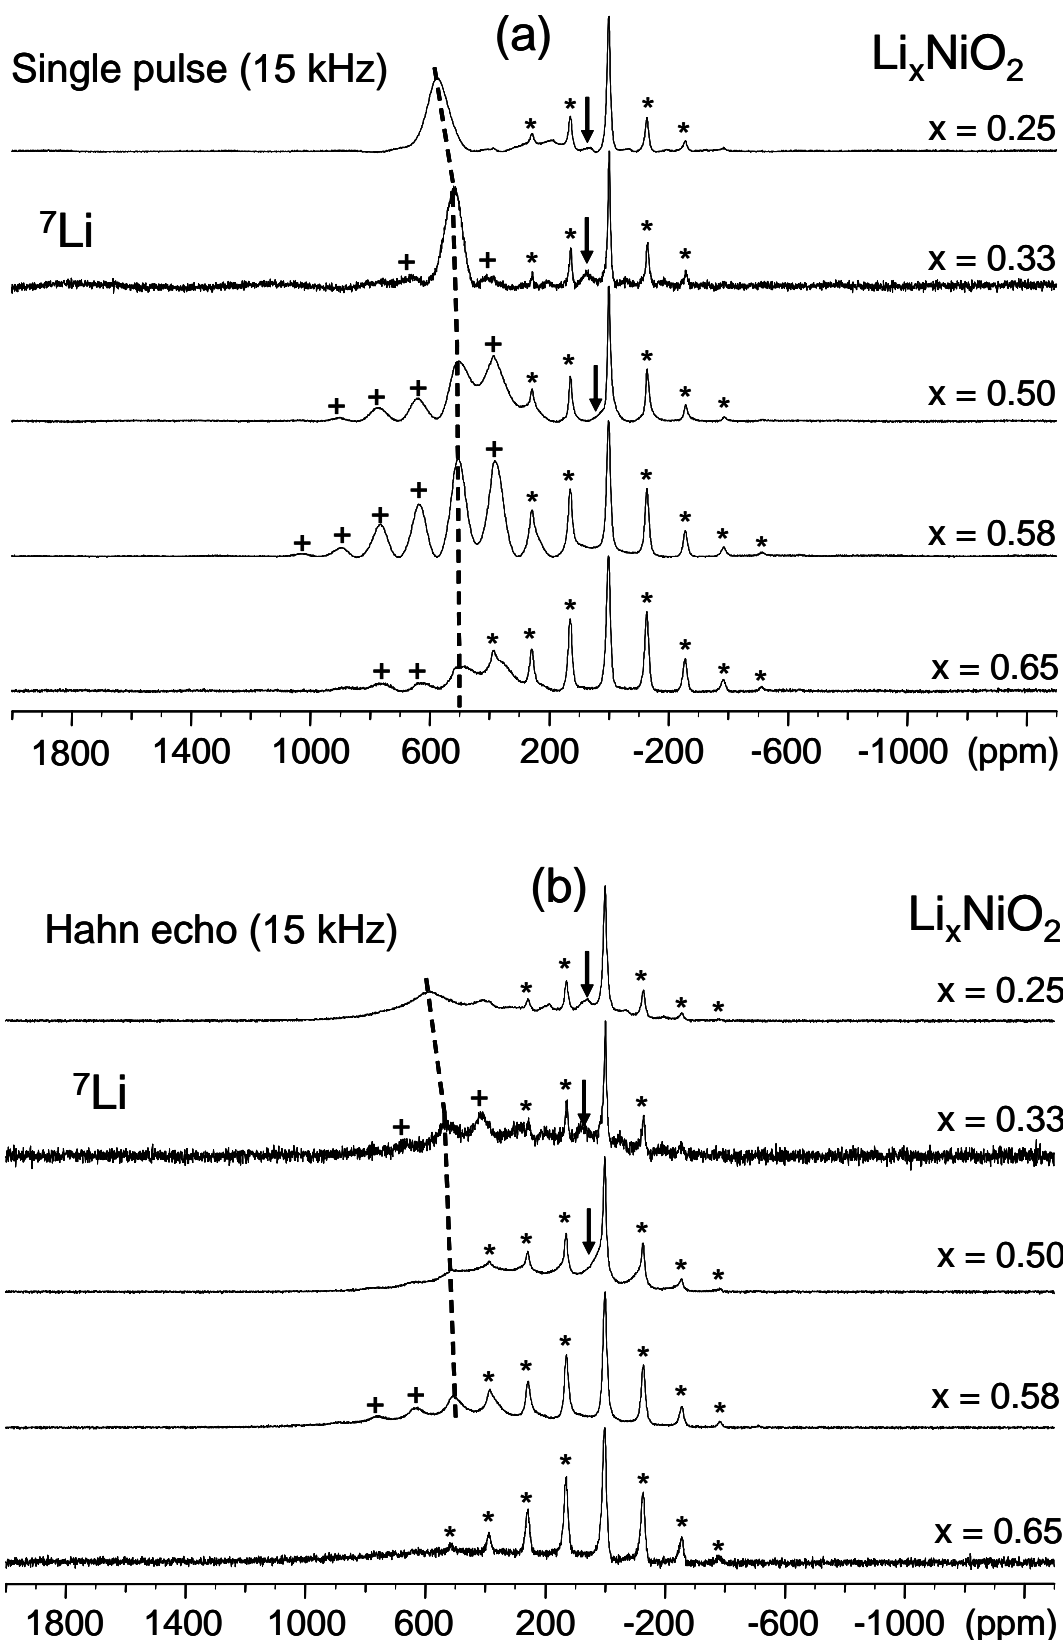 (a)
Single pulse (15 kHz)
LiₓNiO₂
x = 0.25
* * * *
⁷Li
x = 0.33
+ + * * * *
x = 0.50
+ + + + * * * * *
x = 0.58
+ + + + + * * * * * *
x = 0.65
+ + * * * * * * *
1800 1400 1000 600 200 -200 -600 -1000 (ppm)
(b)
Hahn echo (15 kHz)
LiₓNiO₂
x = 0.25
* * * * *
⁷Li
x = 0.33
+ + * * *
x = 0.50
* * * * * *
x = 0.58
+ + * * * * * *
x = 0.65
* * * * * * *
1800 1400 1000 600 200 -200 -600 -1000 (ppm)